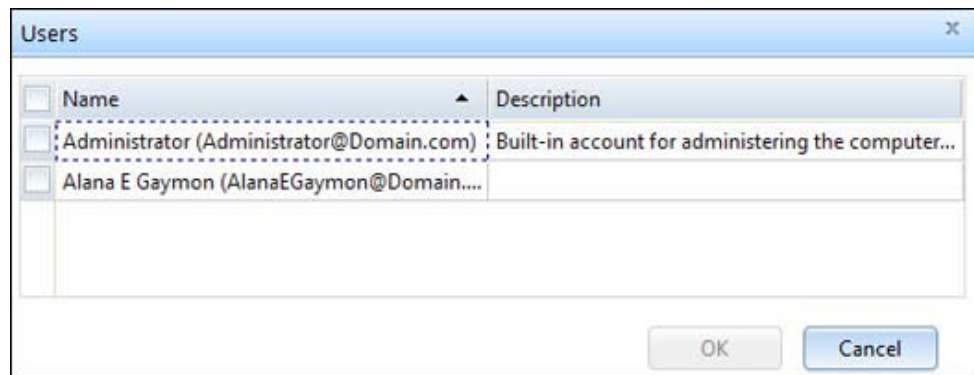 Users
Name Description
Administrator (Administrator@Domain.com) Built-in account for administering the computer...
Alana E Gaymon (AlanaEGaymon@Domain....
OK Cancel